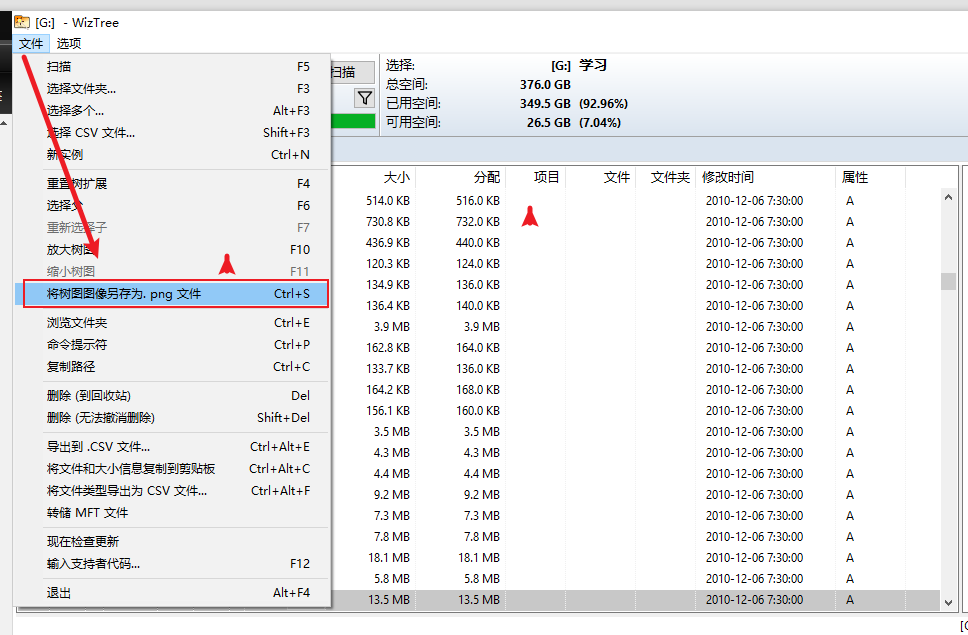 [G:] - WizTree
文件 选项
扫描 F5
选择文件夹... F3
选择多个... Alt+F3
选择 CSV 文件... Shift+F3
新实例 Ctrl+N
重置树扩展 F4
选择父 F6
重新选择子 F7
放大树图 F10
缩小树图 F11
将树图图像另存为. png 文件 Ctrl+S
浏览文件夹 Ctrl+E
命令提示符 Ctrl+P
复制路径 Ctrl+C
删除 (到回收站) Del
删除 (无法撤消删除) Shift+Del
导出到 .CSV 文件... Ctrl+Alt+E
将文件和大小信息复制到剪贴板 Ctrl+Alt+C
将文件类型导出为 CSV 文件... Ctrl+Alt+F
转储 MFT 文件
现在检查更新
输入支持者代码... F12
退出 Alt+F4
扫描
选择: [G:] 学习
总空间: 376.0 GB
已用空间: 349.5 GB (92.96%)
可用空间: 26.5 GB (7.04%)
大小 分配 项目 文件 文件夹 修改时间 属性
514.0 KB 516.0 KB 2010-12-06 7:30:00 A
730.8 KB 732.0 KB 2010-12-06 7:30:00 A
436.9 KB 440.0 KB 2010-12-06 7:30:00 A
120.3 KB 124.0 KB 2010-12-06 7:30:00 A
134.9 KB 136.0 KB 2010-12-06 7:30:00 A
136.4 KB 140.0 KB 2010-12-06 7:30:00 A
3.9 MB 3.9 MB 2010-12-06 7:30:00 A
162.8 KB 164.0 KB 2010-12-06 7:30:00 A
133.7 KB 136.0 KB 2010-12-06 7:30:00 A
164.2 KB 168.0 KB 2010-12-06 7:30:00 A
156.1 KB 160.0 KB 2010-12-06 7:30:00 A
3.5 MB 3.5 MB 2010-12-06 7:30:00 A
4.3 MB 4.3 MB 2010-12-06 7:30:00 A
4.4 MB 4.4 MB 2010-12-06 7:30:00 A
9.2 MB 9.2 MB 2010-12-06 7:30:00 A
7.3 MB 7.3 MB 2010-12-06 7:30:00 A
7.8 MB 7.8 MB 2010-12-06 7:30:00 A
18.1 MB 18.1 MB 2010-12-06 7:30:00 A
5.8 MB 5.8 MB 2010-12-06 7:30:00 A
13.5 MB 13.5 MB 2010-12-06 7:30:00 A